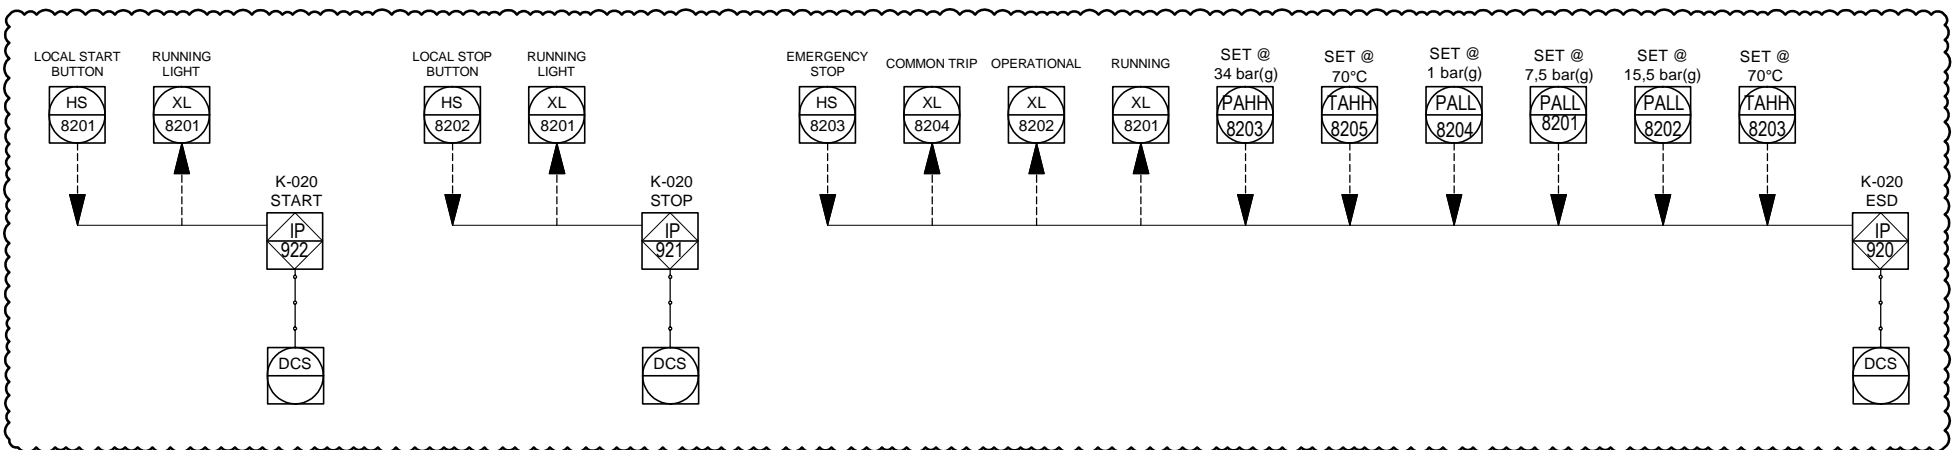 LOCAL START
BUTTON
HS
8201
RUNNING
LIGHT
XL
8201
K-020
START
IP
922
DCS
LOCAL STOP
BUTTON
HS
8202
RUNNING
LIGHT
XL
8201
K-020
STOP
IP
921
DCS
EMERGENCY
STOP
HS
8203
COMMON TRIP
XL
8204
OPERATIONAL
XL
8202
RUNNING
XL
8201
SET @
34 bar(g)
PAHH
8203
SET @
70°C
TAHH
8205
SET @
1 bar(g)
PALL
8204
SET @
7,5 bar(g)
PALL
8201
SET @
15,5 bar(g)
PALL
8202
SET @
70°C
TAHH
8203
K-020
ESD
IP
920
DCS